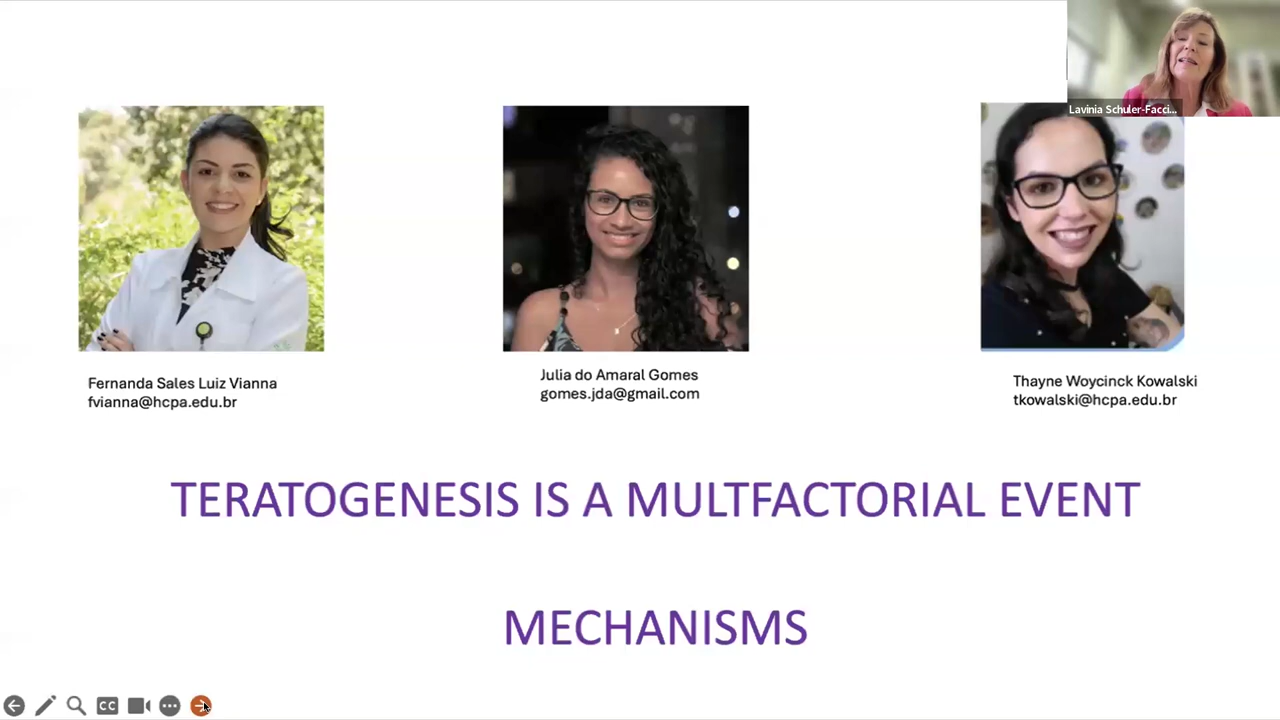 Lavinia Schuler-Facci...
Fernanda Sales Luiz Vianna
fvianna@hcpa.edu.br
Julia do Amaral Gomes
gomes.jda@gmail.com
Thayne Woycinck Kowalski
tkowalski@hcpa.edu.br
TERATOGENESIS IS A MULTFACTORIAL EVENT
MECHANISMS
CC